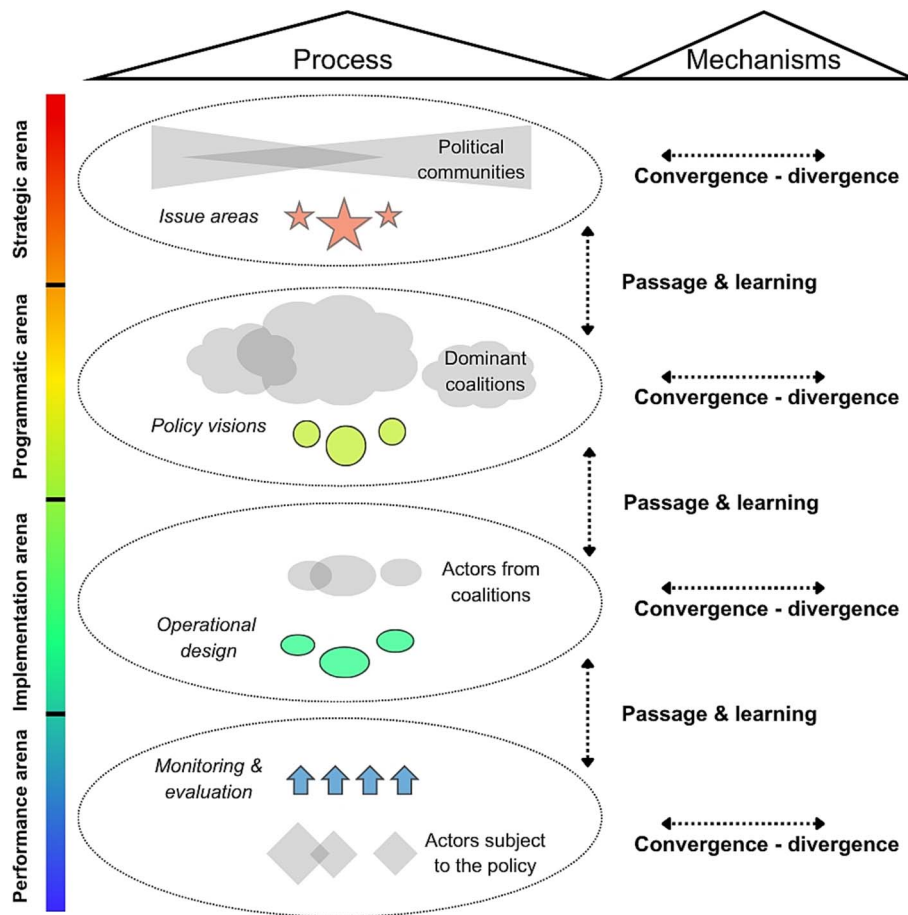 Process
Mechanisms
Strategic arena
Political
communities
Issue areas
Convergence - divergence
Passage & learning
Programmatic arena
Dominant
coalitions
Policy visions
Convergence - divergence
Passage & learning
Implementation arena
Actors from
coalitions
Operational
design
Convergence - divergence
Passage & learning
Performance arena
Monitoring &
evaluation
Actors subject
to the policy
Convergence - divergence